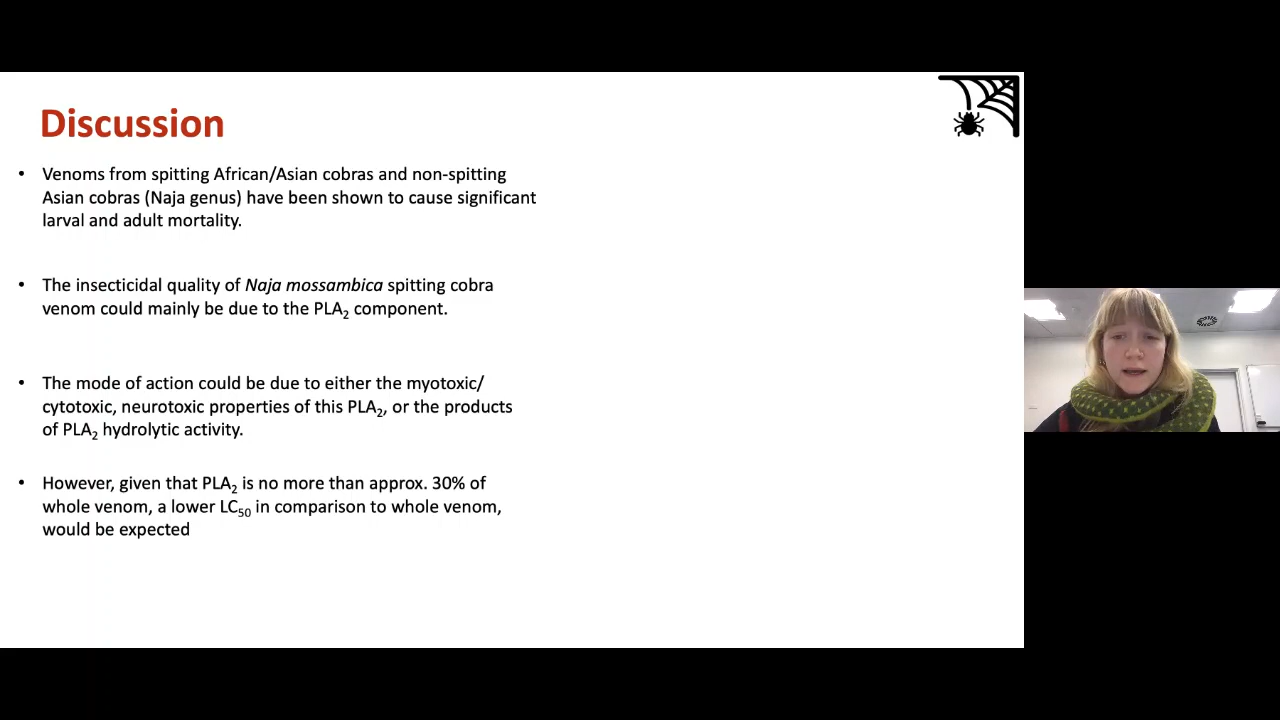 Discussion
• Venoms from spitting African/Asian cobras and non-spitting
Asian cobras (Naja genus) have been shown to cause significant
larval and adult mortality.
• The insecticidal quality of Naja mossambica spitting cobra
venom could mainly be due to the PLA₂ component.
• The mode of action could be due to either the myotoxic/
cytotoxic, neurotoxic properties of this PLA₂, or the products
of PLA₂ hydrolytic activity.
• However, given that PLA₂ is no more than approx. 30% of
whole venom, a lower LC₅₀ in comparison to whole venom,
would be expected